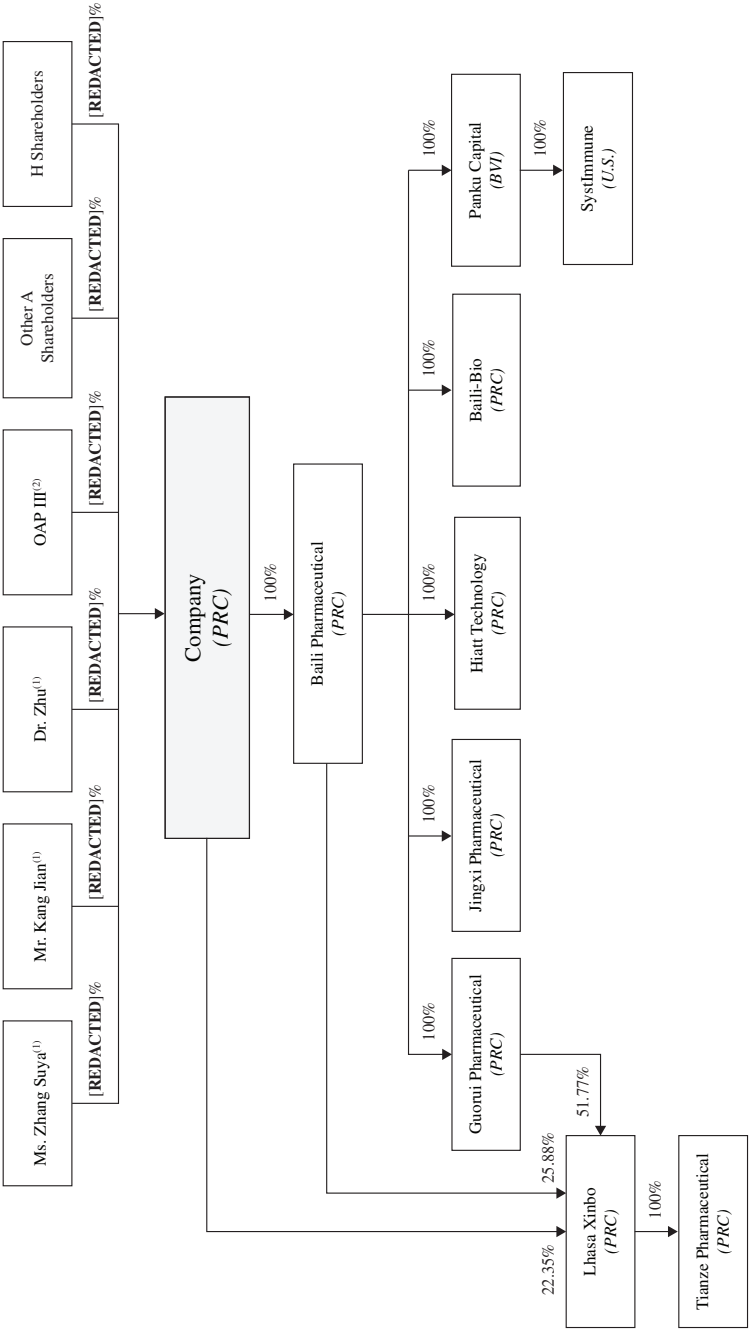 Ms. Zhang Suya(1)
Mr. Kang Jian(1)
Dr. Zhu(1)
OAP III(2)
Other A
Shareholders
H Shareholders
[REDACTED]%
[REDACTED]%
[REDACTED]%
[REDACTED]%
[REDACTED]%
[REDACTED]%
Company
(PRC)
100%
Baili Pharmaceutical
(PRC)
100%
100%
100%
100%
100%
Guorui Pharmaceutical
(PRC)
Jingxi Pharmaceutical
(PRC)
Hiatt Technology
(PRC)
Baili-Bio
(PRC)
Panku Capital
(BVI)
22.35%
25.88%
51.77%
100%
Lhasa Xinbo
(PRC)
SystImmune
(U.S.)
100%
Tianze Pharmaceutical
(PRC)